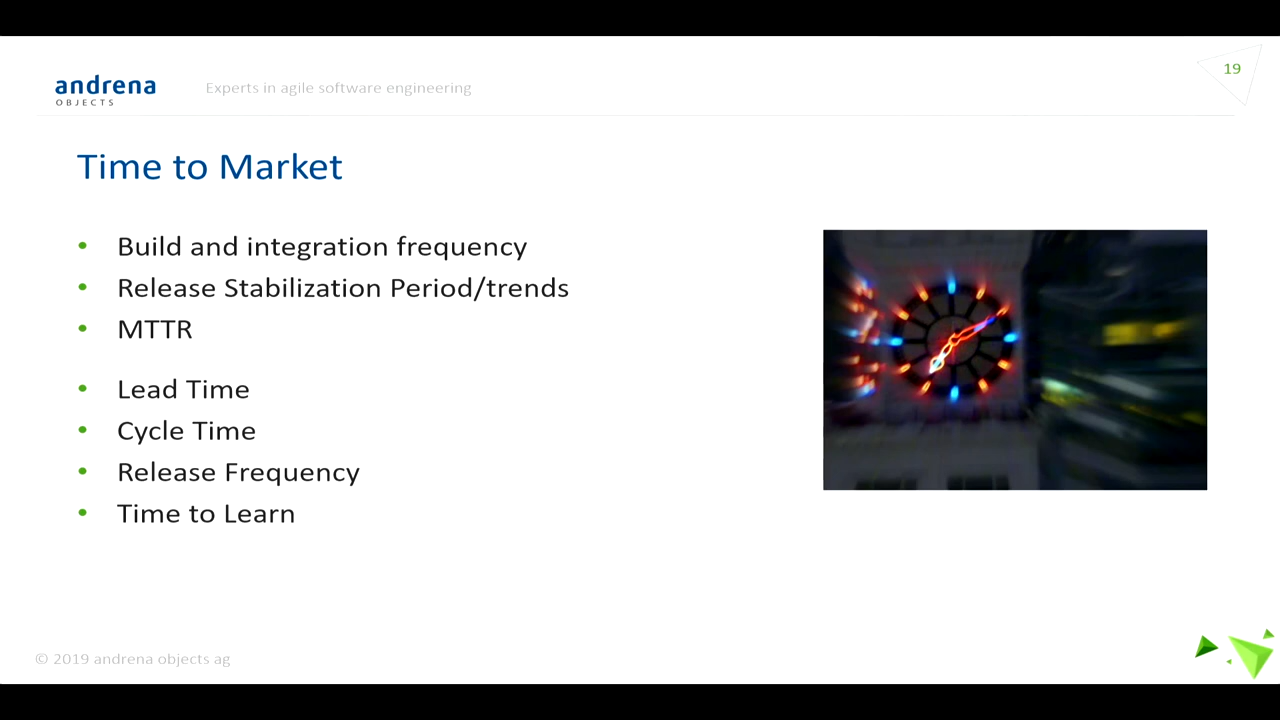 andrena
OBJECTS
Experts in agile software engineering
19
Time to Market
• Build and integration frequency
• Release Stabilization Period/trends
• MTTR
• Lead Time
• Cycle Time
• Release Frequency
• Time to Learn
© 2019 andrena objects ag